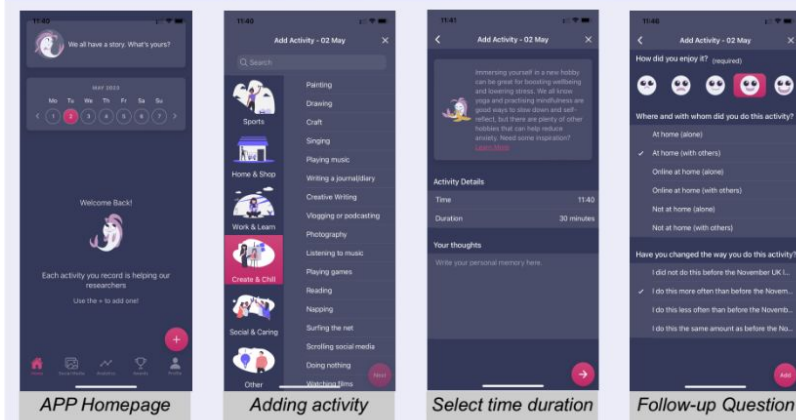 11:40
We all have a story. What's yours?
MAY 2023
Mo Tu We Th Fr Sa Su
< 1 2 3 4 5 6 7 >
Welcome Back!
Each activity you record is helping our
researchers
Use the + to add one!
+
Home Social Media Analytics Awards Profile
APP Homepage
11:40
Add Activity - 02 May ×
Search
Sports
Home & Shop
Work & Learn
Create & Chill
Social & Caring
Other
Painting
Drawing
Craft
Singing
Playing music
Writing a journal/diary
Creative Writing
Vlogging or podcasting
Photography
Listening to music
Playing games
Reading
Napping
Surfing the net
Scrolling social media
Doing nothing
Watching films
Next
Adding activity
11:41
< Add Activity - 02 May ×
Immersing yourself in a new hobby
can be great for boosting wellbeing
and lowering stress. We all know
yoga and practising mindfulness are
good ways to slow down and self-
reflect, but there are plenty of other
hobbies that can help reduce
anxiety. Need some inspiration?
Learn More
Activity Details
Time 11:40
Duration 30 minutes
Your thoughts
Write your personal memory here.
Select time duration
< Add Activity - 02 May ×
How did you enjoy it? (required)
Where and with whom did you do this activity?
At home (alone)
✓ At home (with others)
Online at home (alone)
Online at home (with others)
Not at home (alone)
Not at home (with others)
Have you changed the way you do this activity?
I did not do this before the November UK l...
✓ I do this more often than before the Novem...
I do this less often than before the Novemb...
I do this the same amount as before the No...
Add
Follow-up Question